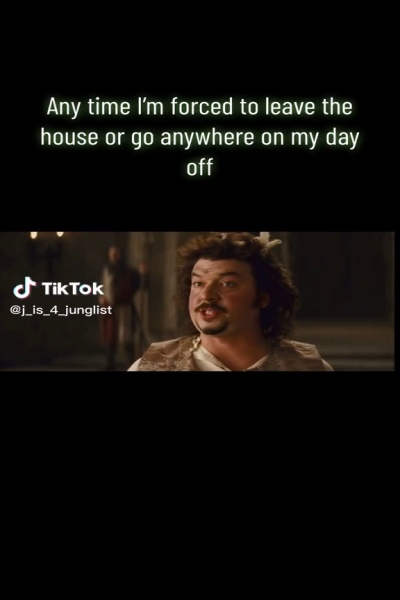 Any time I'm forced to leave the
house or go anywhere on my day
off
TikTok
@j_is_4_junglist